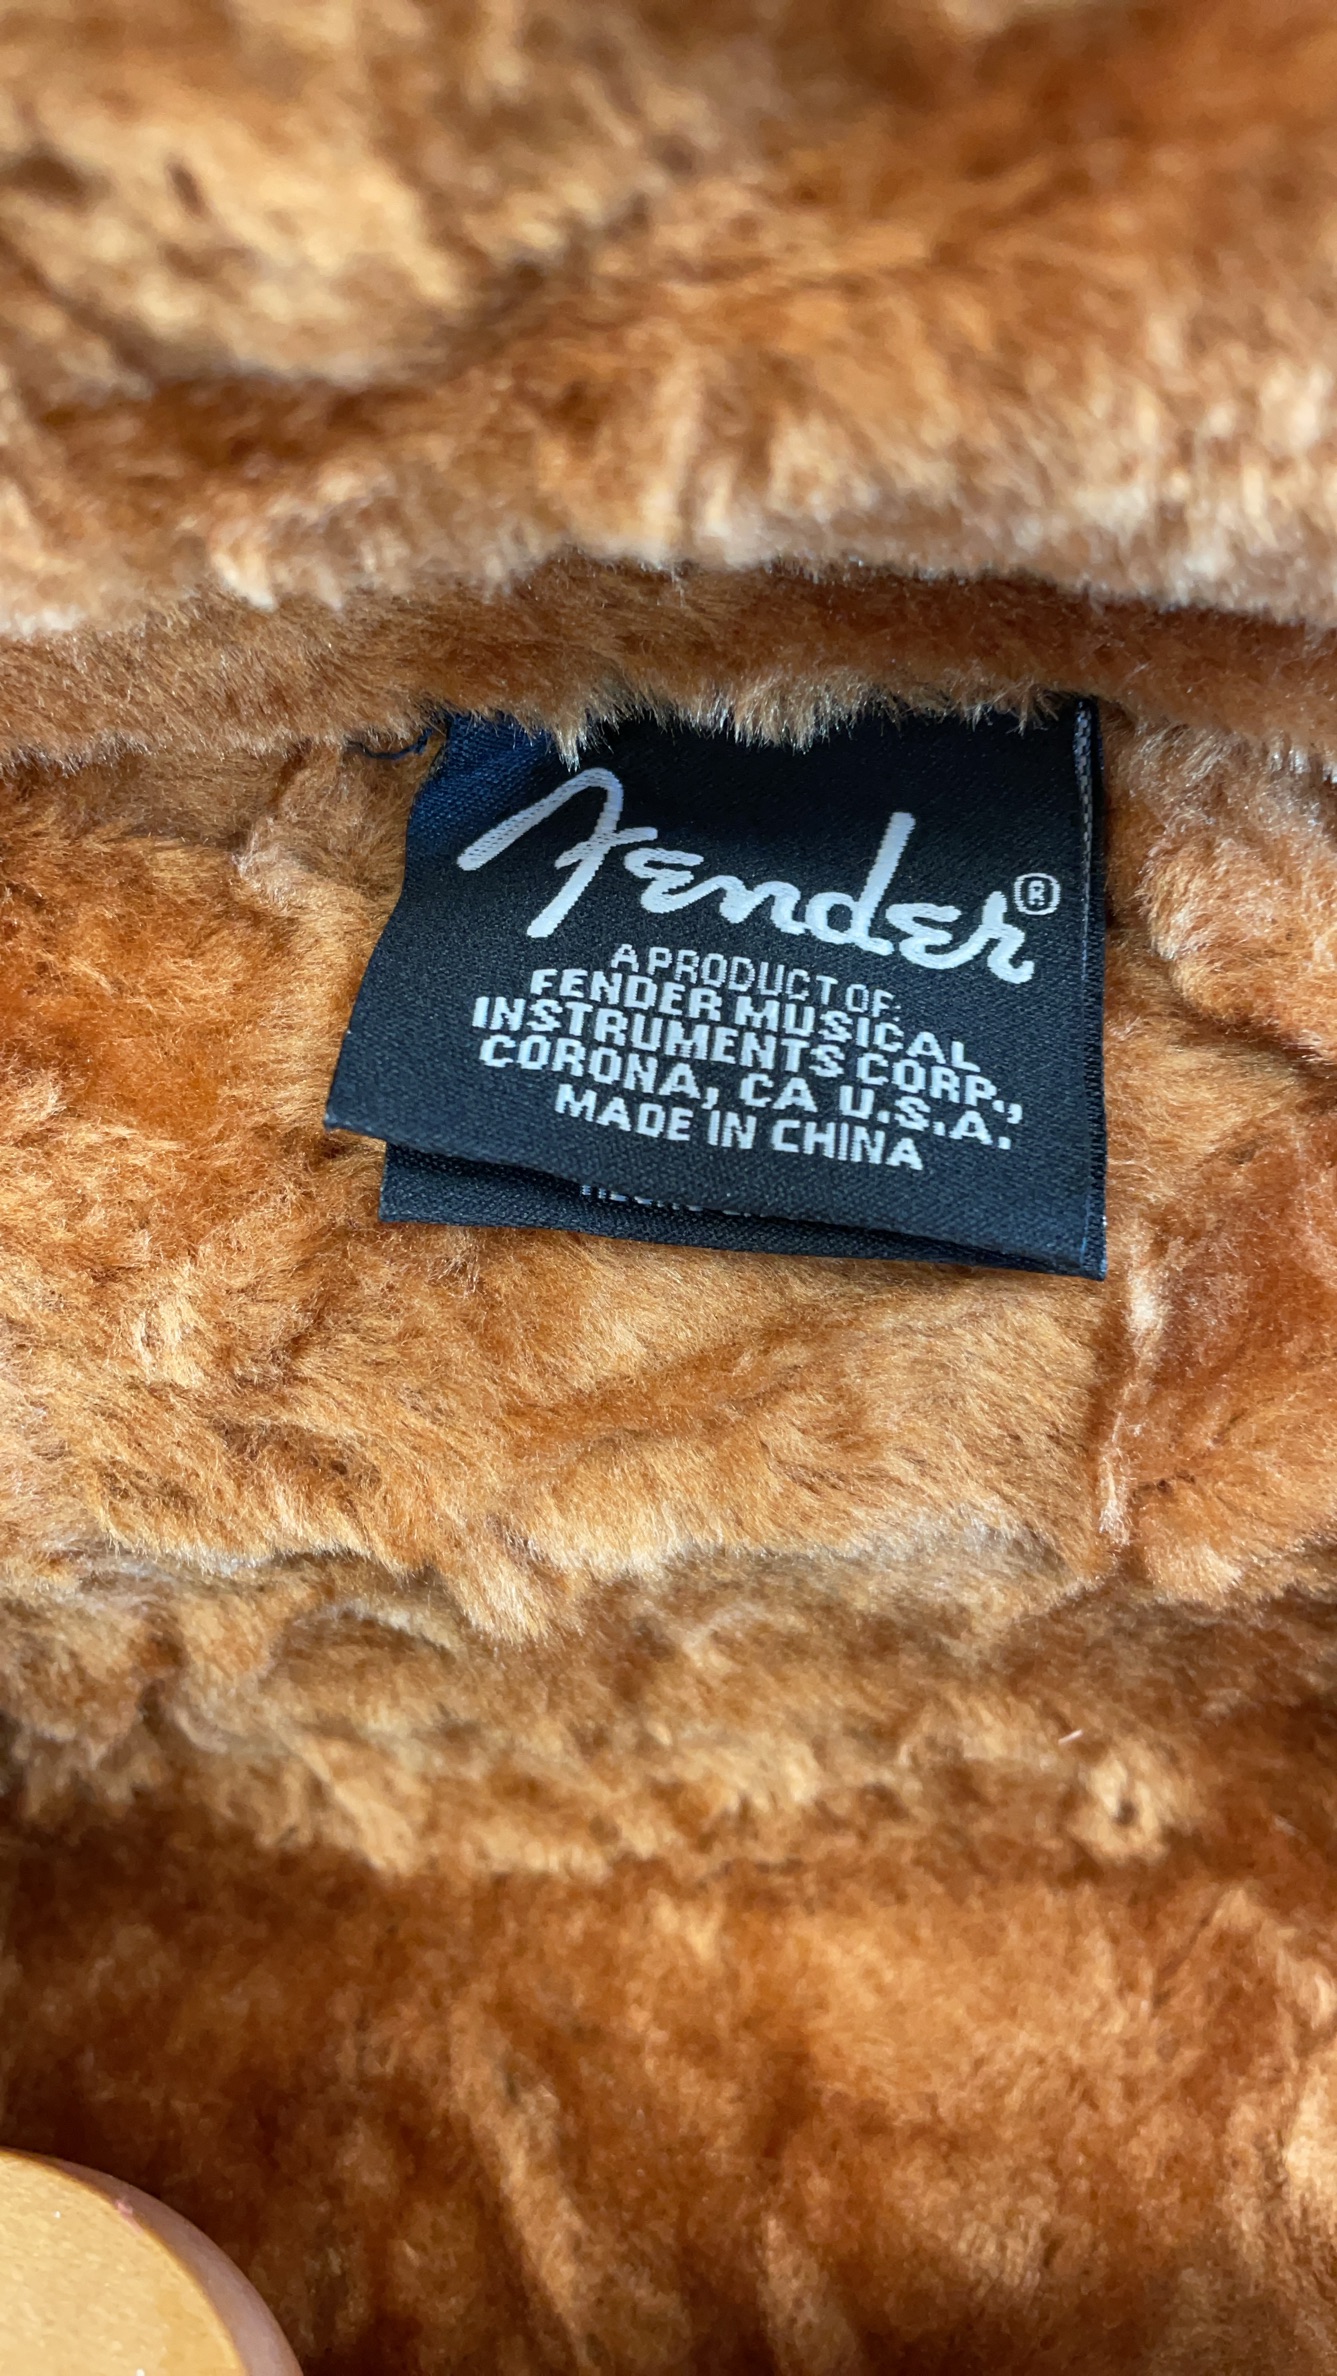 Fender®
A PRODUCT OF:
FENDER MUSICAL
INSTRUMENTS CORP.,
CORONA, CA U.S.A.
MADE IN CHINA